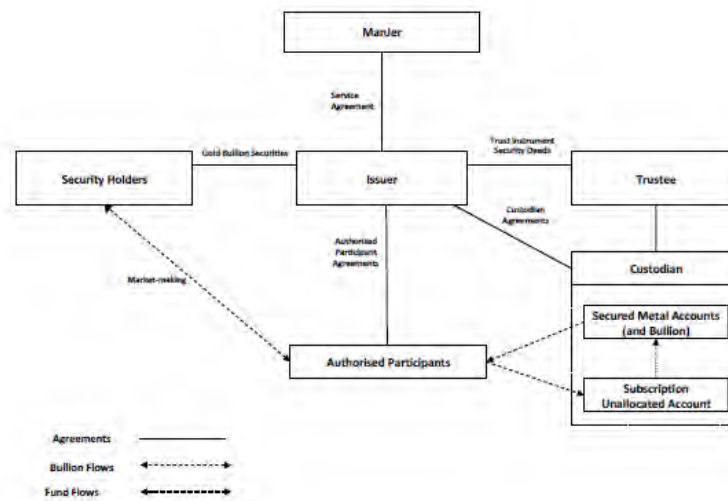 ManJer
Service
Agreement
Gold Bullion Securities
Trust Instrument
Security Deeds
Security Holders
Issuer
Trustee
Custodian
Agreements
Authorised
Participant
Agreements
Custodian
Market-making
Secured Metal Accounts
(and Bullion)
Authorised Participants
Subscription
Unallocated Account
Agreements
Bullion Flows
Fund Flows